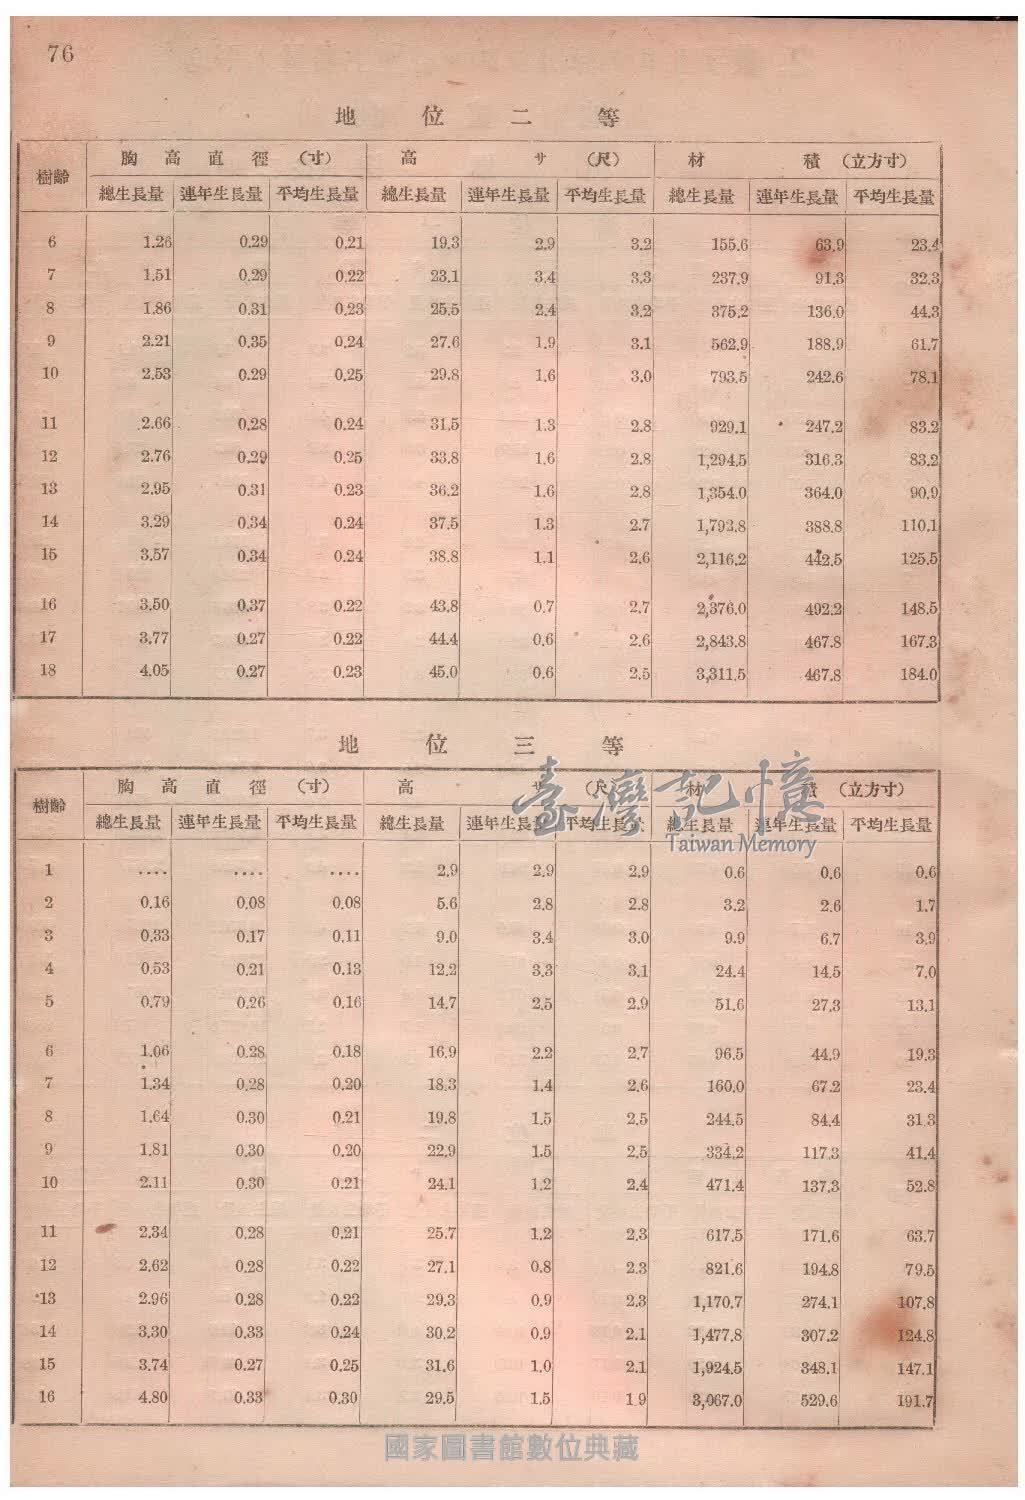 76
地位二等
樹齡 胸高直徑（寸） 高サ（尺） 材積（立方寸）
總生長量 連年生長量 平均生長量 總生長量 連年生長量 平均生長量 總生長量 連年生長量 平均生長量
6 1.26 0.29 0.21 19.3 2.9 3.2 155.6 63.9 23.4
7 1.51 0.29 0.22 23.1 3.4 3.3 237.9 91.3 32.3
8 1.86 0.31 0.23 25.5 2.4 3.2 375.2 136.0 44.3
9 2.21 0.35 0.24 27.6 1.9 3.1 562.9 188.9 61.7
10 2.53 0.29 0.25 29.8 1.6 3.0 793.5 242.6 78.1
11 2.66 0.28 0.24 31.5 1.3 2.8 929.1 247.2 83.2
12 2.76 0.29 0.25 33.8 1.6 2.8 1,294.5 316.3 83.2
13 2.95 0.31 0.23 36.2 1.6 2.8 1,354.0 364.0 90.9
14 3.29 0.34 0.24 37.5 1.3 2.7 1,793.8 388.8 110.1
15 3.57 0.34 0.24 38.8 1.1 2.6 2,116.2 442.5 125.5
16 3.50 0.37 0.22 43.8 0.7 2.7 2,376.0 492.2 148.5
17 3.77 0.27 0.22 44.4 0.6 2.6 2,843.8 467.8 167.3
18 4.05 0.27 0.23 45.0 0.6 2.5 3,311.5 467.8 184.0
地位三等
樹齡 胸高直徑（寸） 高サ（尺） 材積（立方寸）
總生長量 連年生長量 平均生長量 總生長量 連年生長量 平均生長量 總生長量 連年生長量 平均生長量
臺灣記憶
Taiwan Memory
1 .... .... .... 2.9 2.9 2.9 0.6 0.6 0.6
2 0.16 0.08 0.08 5.6 2.8 2.8 3.2 2.6 1.7
3 0.33 0.17 0.11 9.0 3.4 3.0 9.9 6.7 3.9
4 0.53 0.21 0.13 12.2 3.3 3.1 24.4 14.5 7.0
5 0.79 0.26 0.16 14.7 2.5 2.9 51.6 27.3 13.1
6 1.06 0.28 0.18 16.9 2.2 2.7 96.5 44.9 19.3
7 1.34 0.28 0.20 18.3 1.4 2.6 160.0 67.2 23.4
8 1.64 0.30 0.21 19.8 1.5 2.5 244.5 84.4 31.3
9 1.81 0.30 0.20 22.9 1.5 2.5 334.2 117.3 41.4
10 2.11 0.30 0.21 24.1 1.2 2.4 471.4 137.3 52.8
11 2.34 0.28 0.21 25.7 1.2 2.3 617.5 171.6 63.7
12 2.62 0.28 0.22 27.1 0.8 2.3 821.6 194.8 79.5
13 2.96 0.28 0.22 29.3 0.9 2.3 1,170.7 274.1 107.8
14 3.30 0.33 0.24 30.2 0.9 2.1 1,477.8 307.2 124.8
15 3.74 0.27 0.25 31.6 1.0 2.1 1,924.5 348.1 147.1
16 4.80 0.33 0.30 29.5 1.5 1.9 3,067.0 529.6 191.7
國家圖書館數位典藏